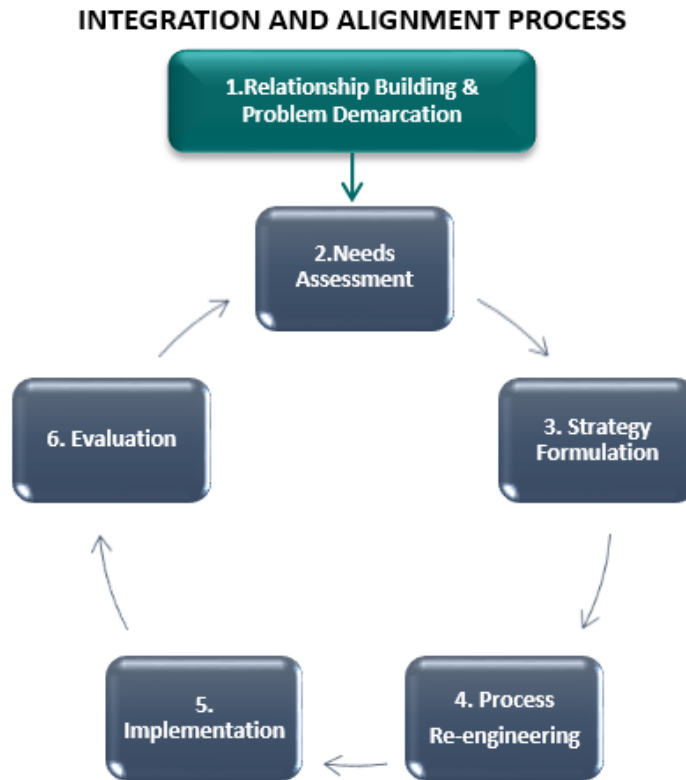 INTEGRATION AND ALIGNMENT PROCESS
1.Relationship Building &
Problem Demarcation
2.Needs
Assessment
3. Strategy
Formulation
4. Process
Re-engineering
5.
Implementation
6. Evaluation